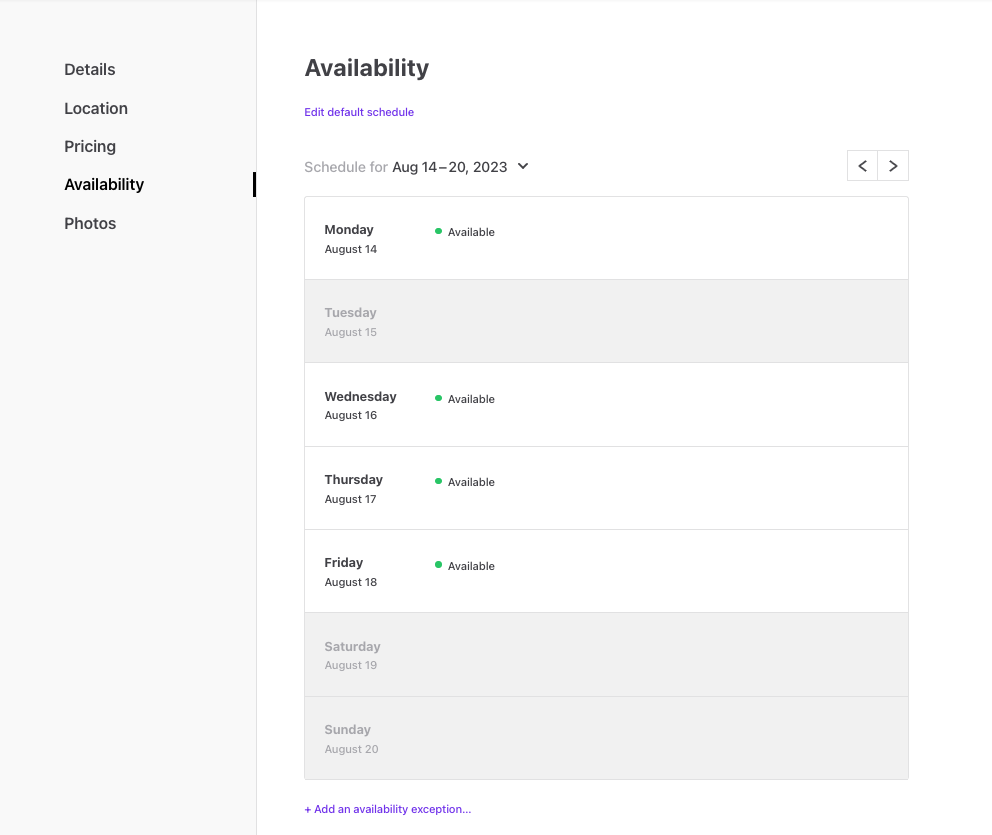 Details
Location
Pricing
Availability
Photos
Availability
Edit default schedule
Schedule for Aug 14 – 20, 2023
Monday
August 14
Available
Tuesday
August 15
Wednesday
August 16
Available
Thursday
August 17
Available
Friday
August 18
Available
Saturday
August 19
Sunday
August 20
+ Add an availability exception...